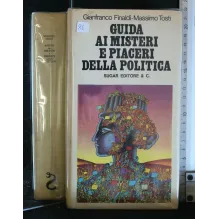 Gianfranco Finaldi-Massimo Tosti
GUIDA
AI MISTERI
E PIACERI
DELLA POLITICA
SUGAR EDITORE & C.